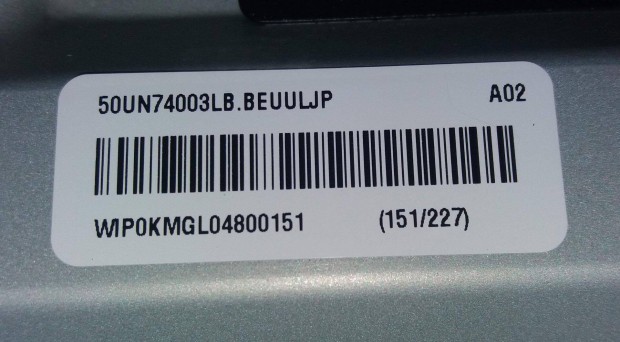 50UN74003LB.BEUULJP A02
WIP0KMGL04800151 (151/227)